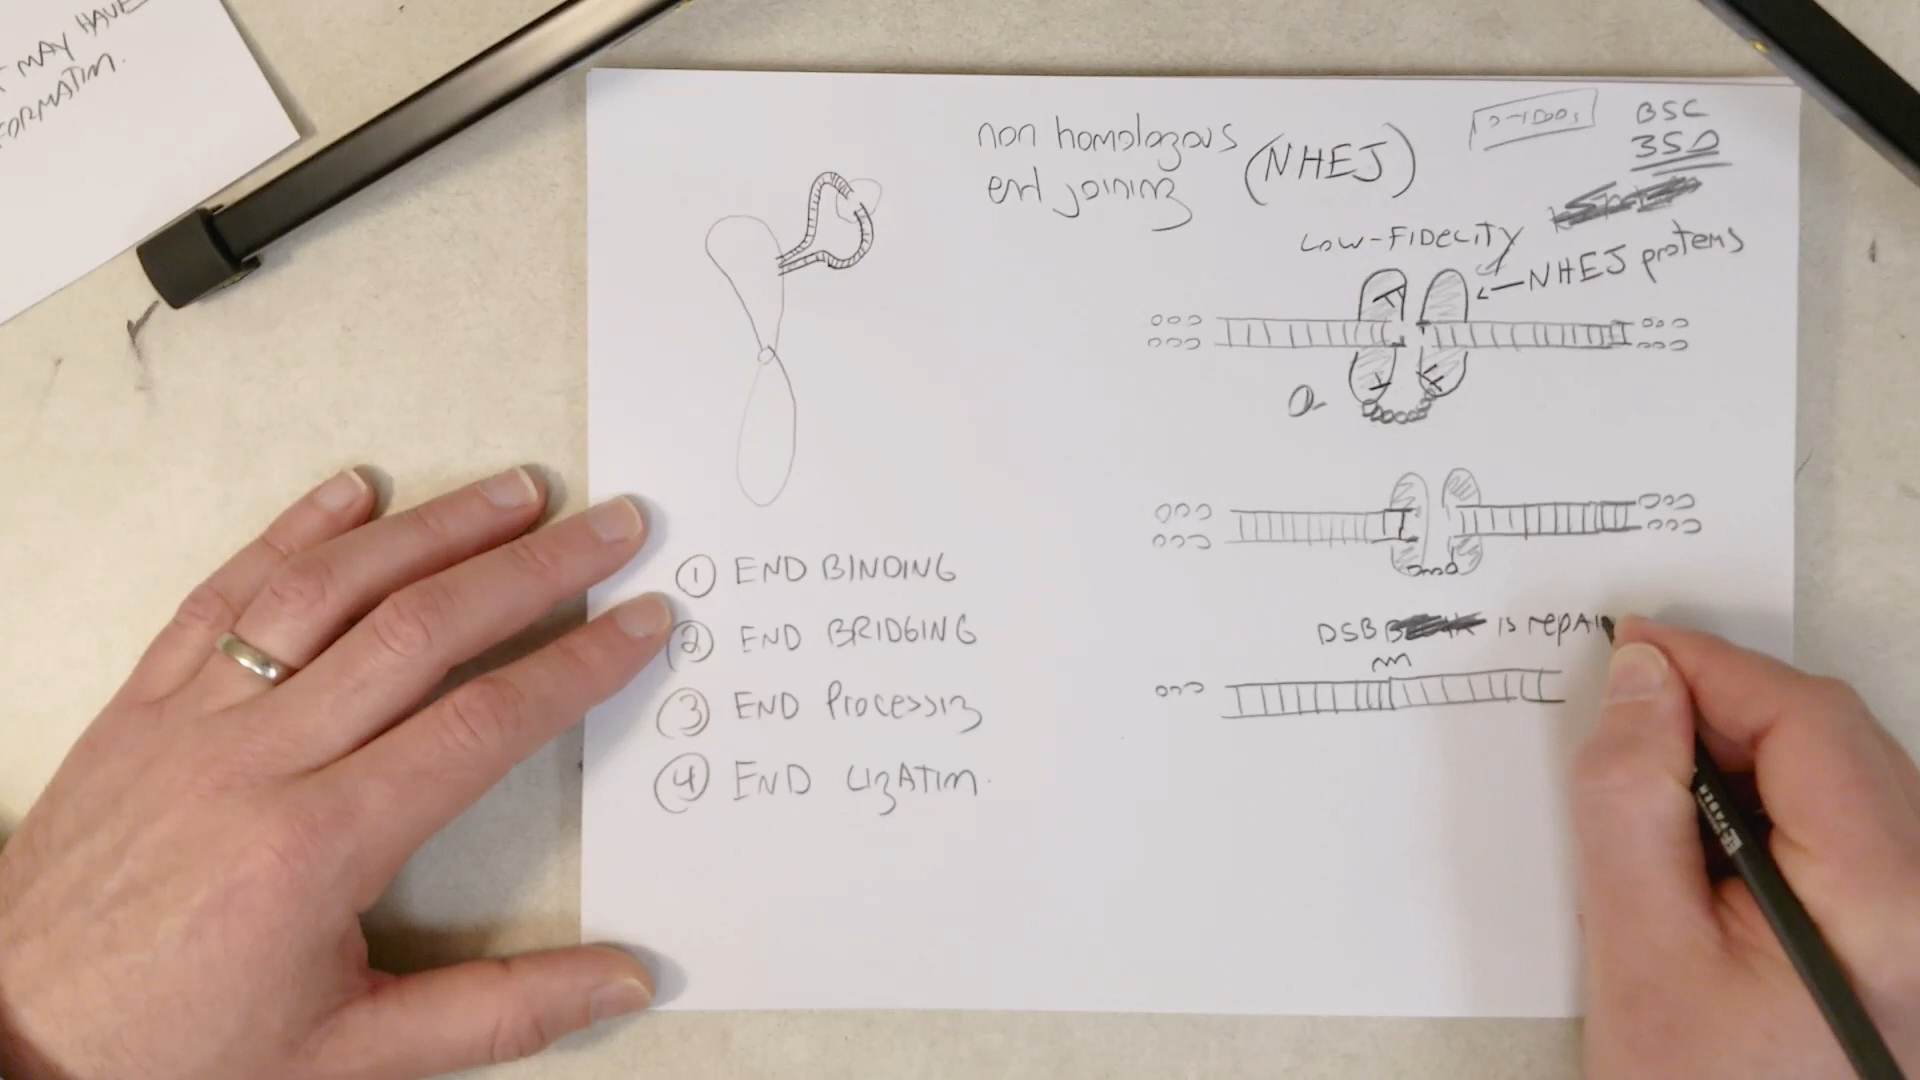 MAY HAVE
non homologous
end joining
(NHEJ)
BSC
350
LOW-FIDELITY
NHEJ proteins
1 END BINDING
2 END BRIDGING
3 END Processing
4 END Ligation.
DSB is repai
FABER